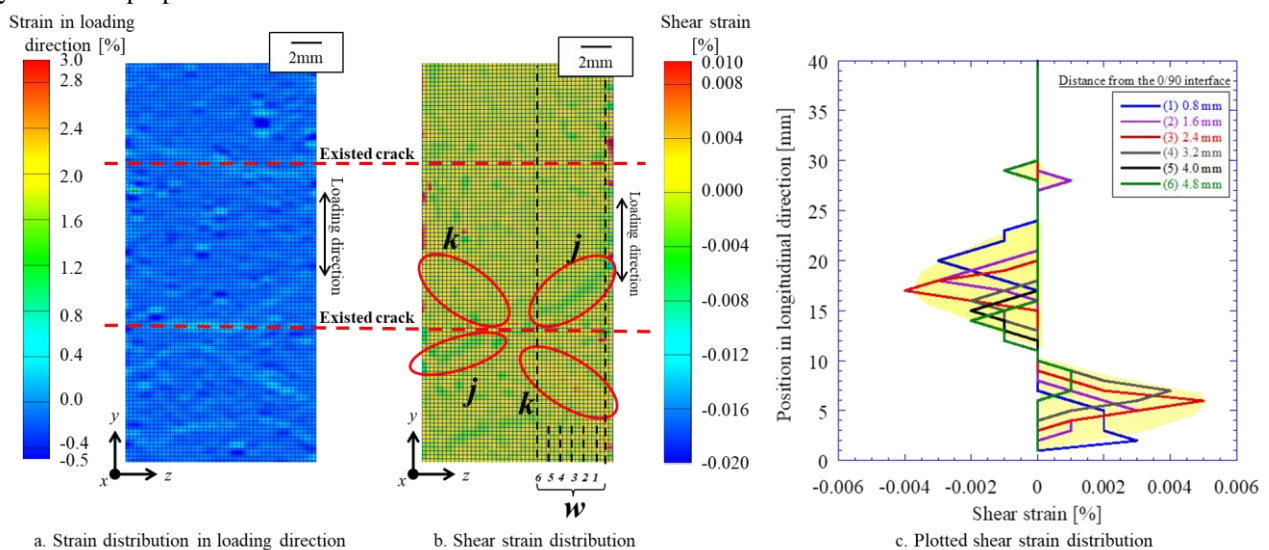 Strain in loading
direction [%]
3.0
2.8
2.4
2.0
1.6
1.2
0.8
0.4
0.0
-0.4
-0.5
2mm
Existed crack
Loading direction
Existed crack
y
x
z
a. Strain distribution in loading direction
2mm
Shear strain
[%]
0.010
0.004
0.000
-0.004
-0.008
-0.012
-0.016
-0.020
Loading direction
k
j
j
k
y
x
z
6 5 4 3 2 1
w
b. Shear strain distribution
Distance from the 0/90 interface
(1) 0.8 mm
(2) 1.6 mm
(3) 2.4 mm
(4) 3.2 mm
(5) 4.0 mm
(6) 4.8 mm
Position in longitudinal direction [mm]
40
35
30
25
20
15
10
5
0
-0.006 -0.004 -0.002 0 0.002 0.004 0.006
Shear strain [%]
c. Plotted shear strain distribution